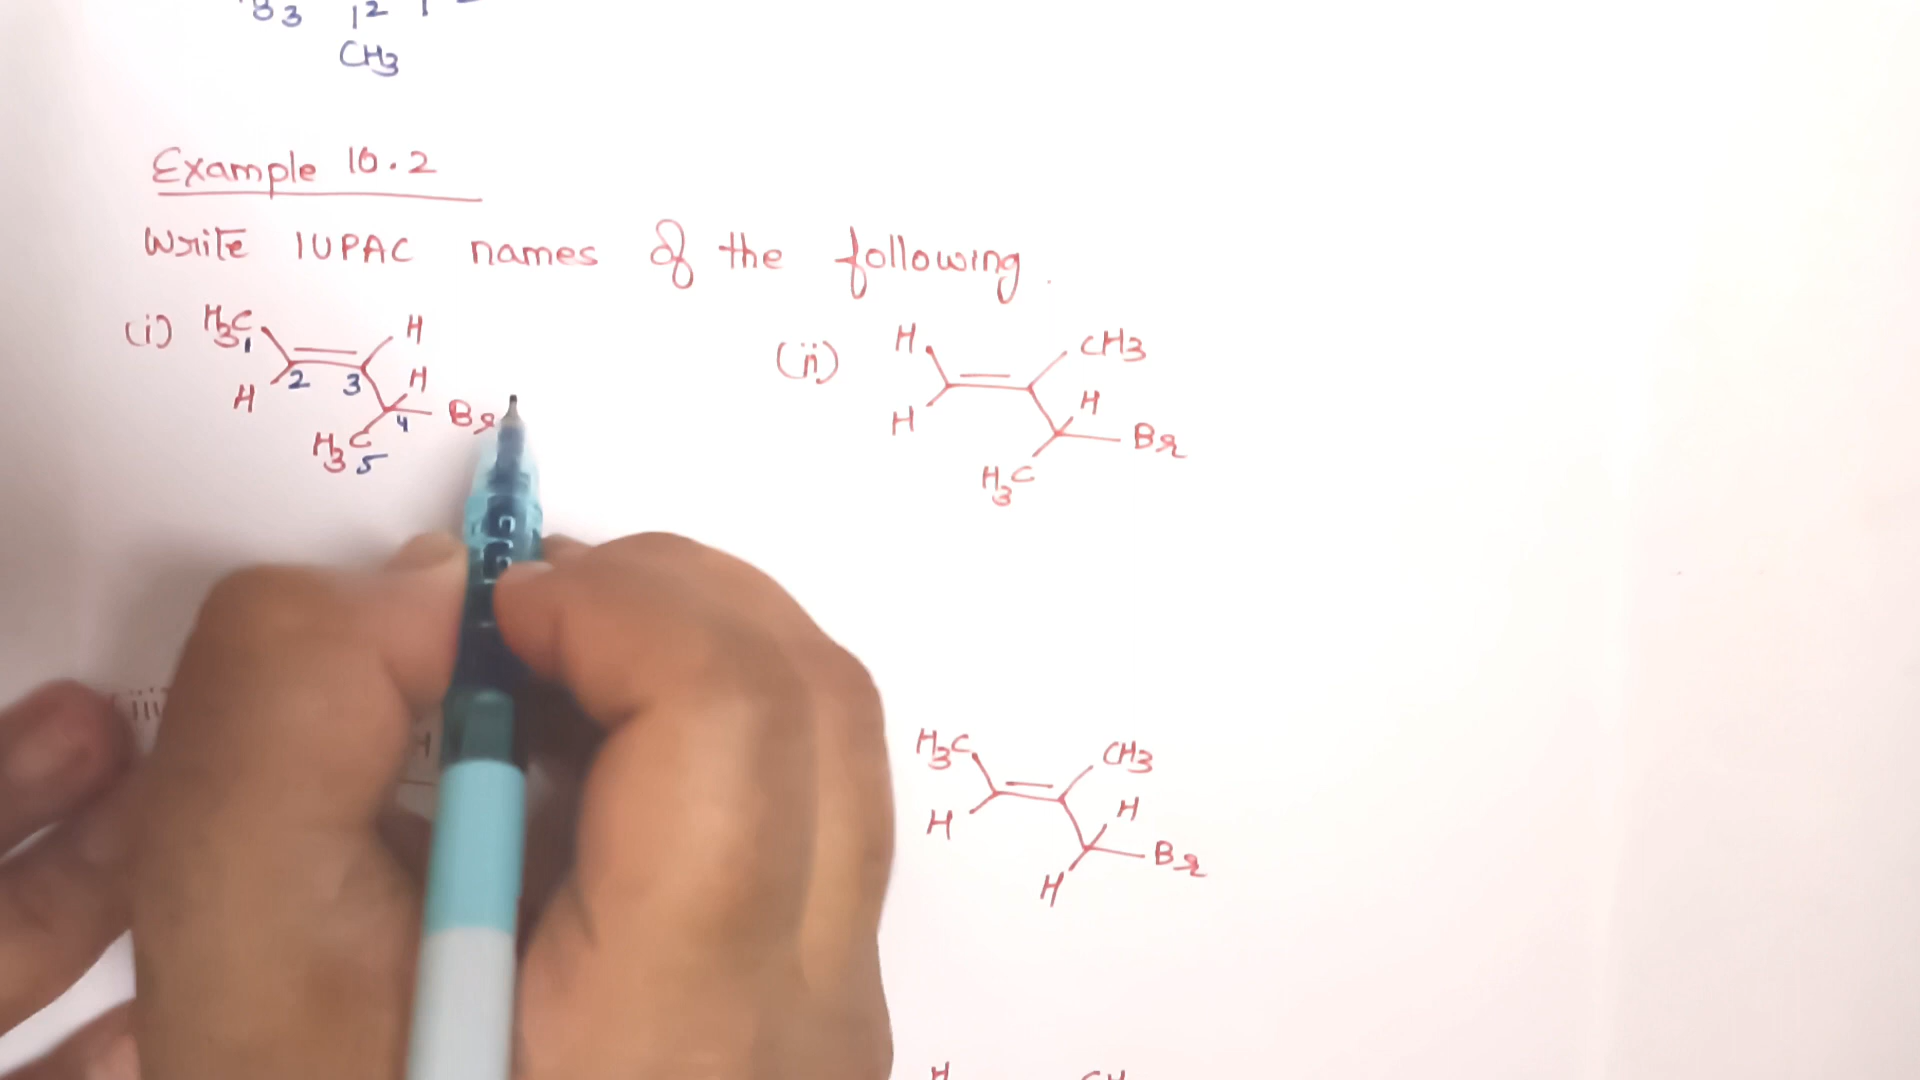 CH3
Example 10.2
Write IUPAC names of the following.
(i) H3C H
1 2 3 H
H 4 Br
H3C 5
(ii) H CH3
H H
Br
H3C
(iii)
H
H3C CH3
H H
Br
H